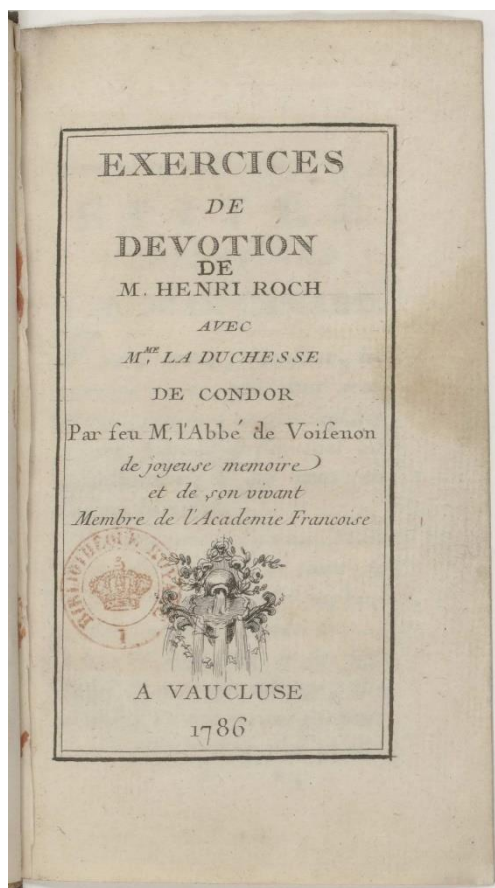 EXERCICES
DE
DEVOTION
DE
M. HENRI ROCH
AVEC
M.ME LA DUCHESSE
DE CONDOR
Par feu M. l'Abbé de Voiſenon
de joyeuse memoire
et de son vivant
Membre de l'Academie Francoise
BIBLIOTHEQUE
A VAUCLUSE
1786